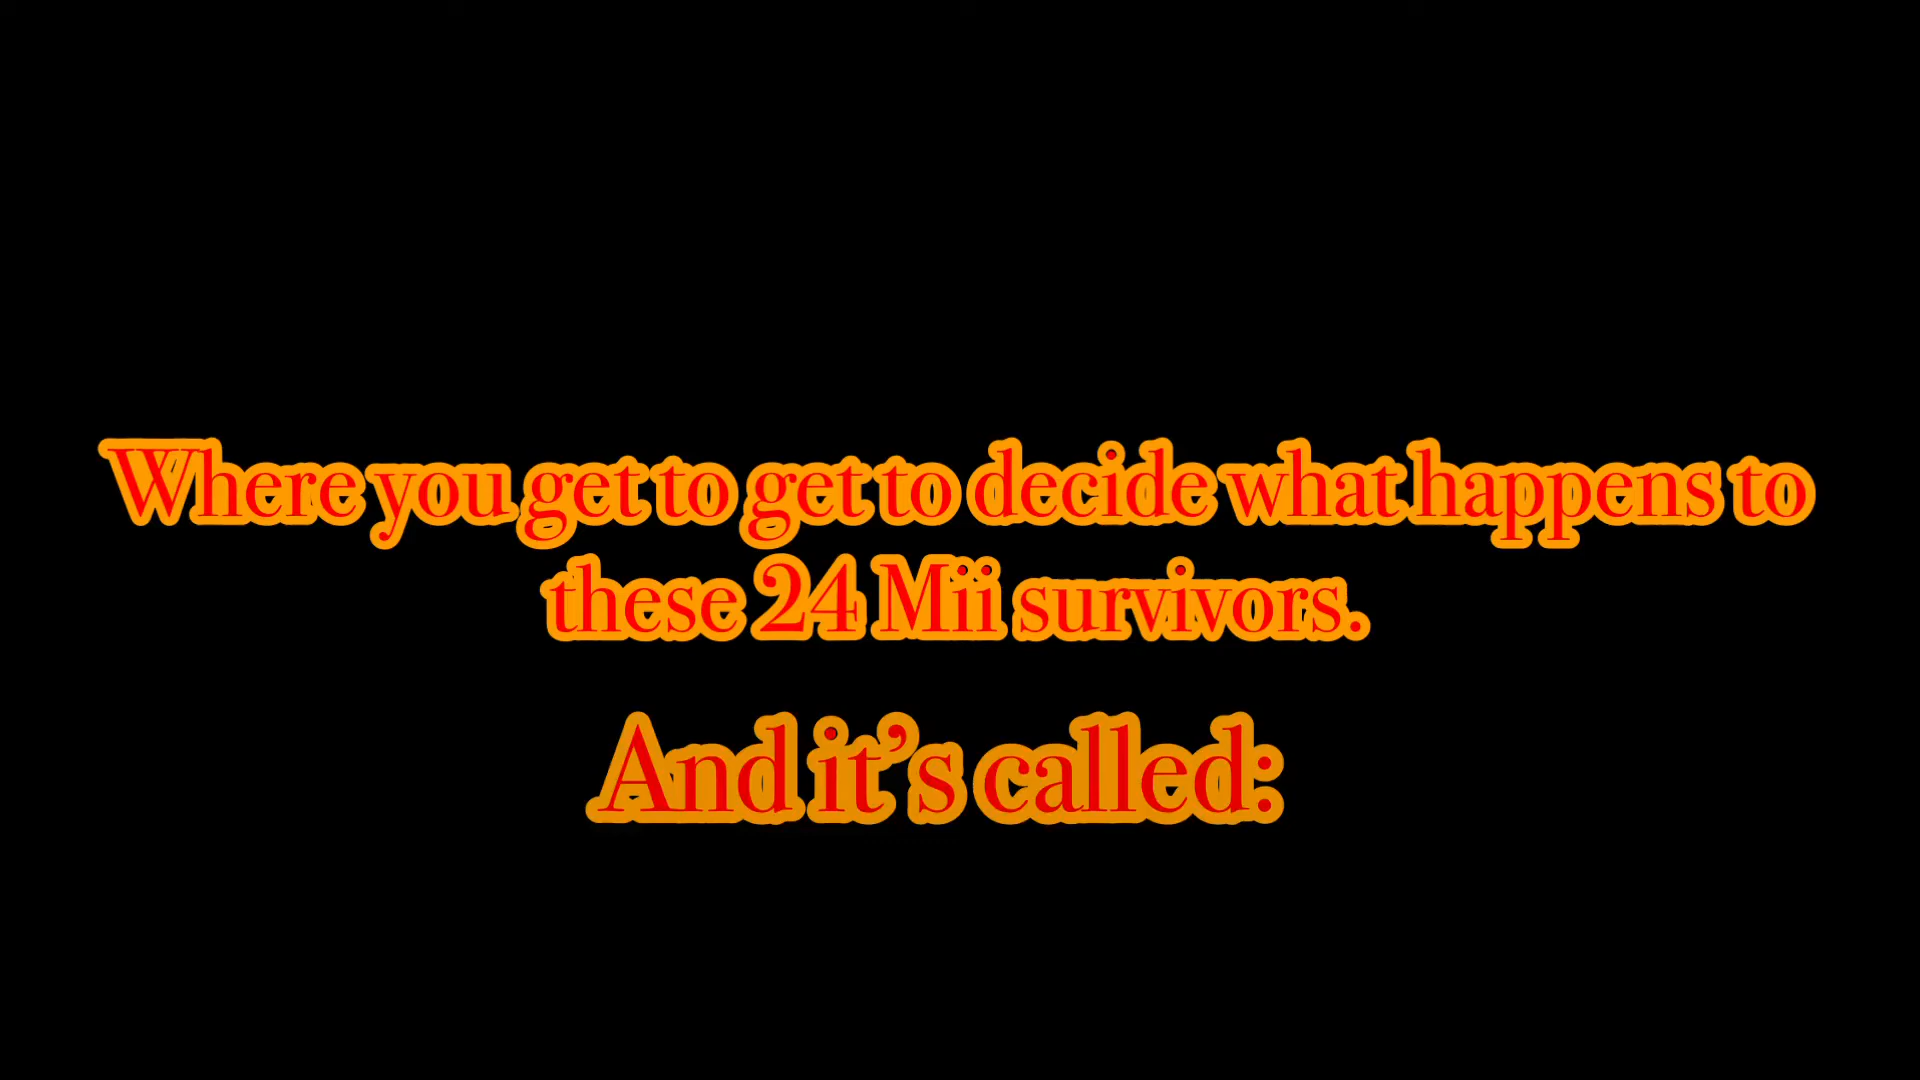 Where you get to get to decide what happens to
these 24 Mii survivors.
And it’s called: